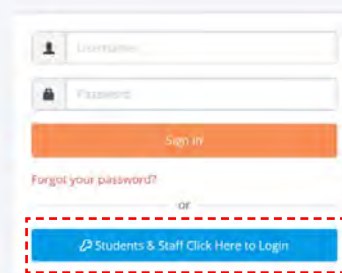 Username
Password
Sign in
Forgot your password?
or
Students & Staff Click Here to Login